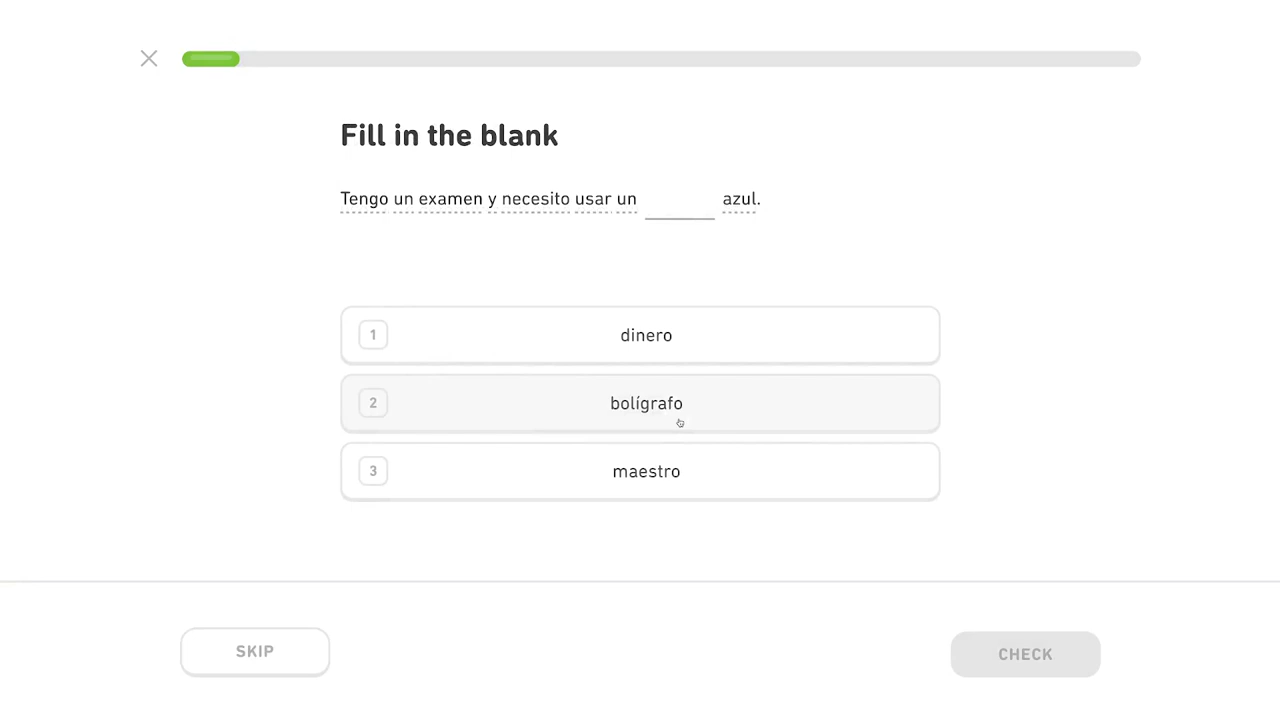 Fill in the blank
Tengo un examen y necesito usar un ______ azul.
1 dinero
2 bolígrafo
3 maestro
SKIP
CHECK